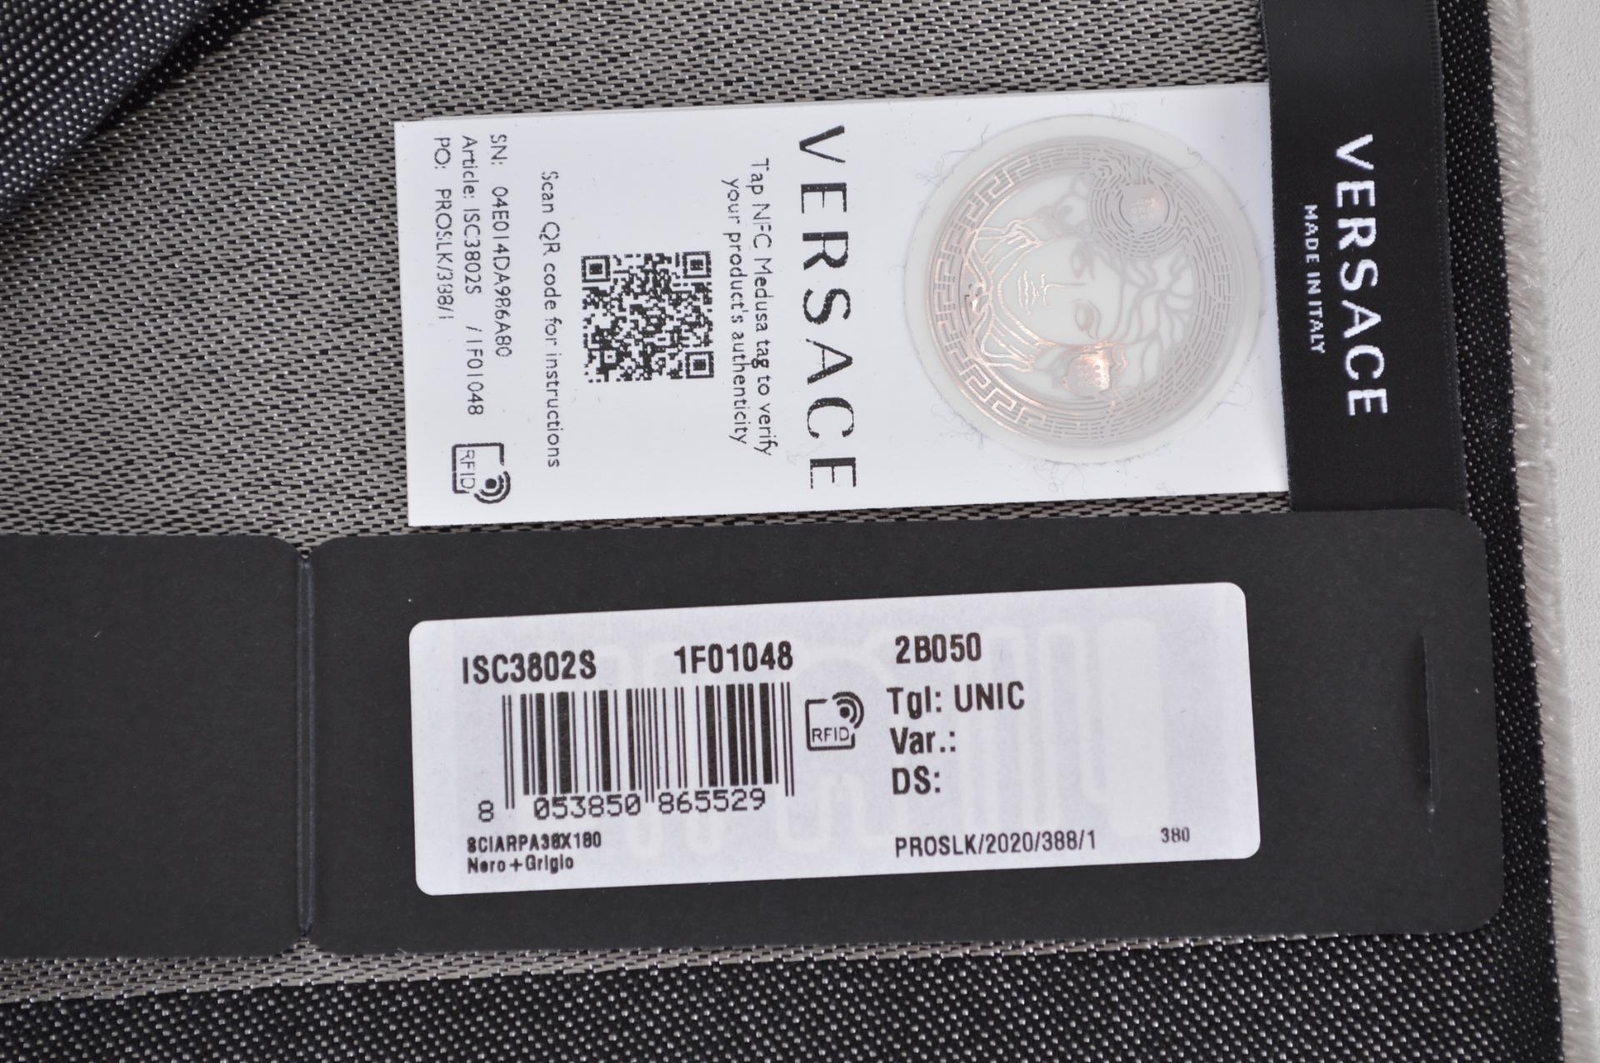 VERSACE
MADE IN ITALY
VERSACE
Tap NFC Medusa tag to verify
your product's authenticity
Scan QR code for instructions
SN: 04E014DA9R6A80
Article: ISC3802S / 1F01048
PO: PROSLK/388/1
RFID
ISC3802S 1F01048 2B050
RFID
Tgl: UNIC
Var.:
DS:
8 053850 865529
SCIARPA38X180
Nero+Grigio
PROSLK/2020/388/1 380